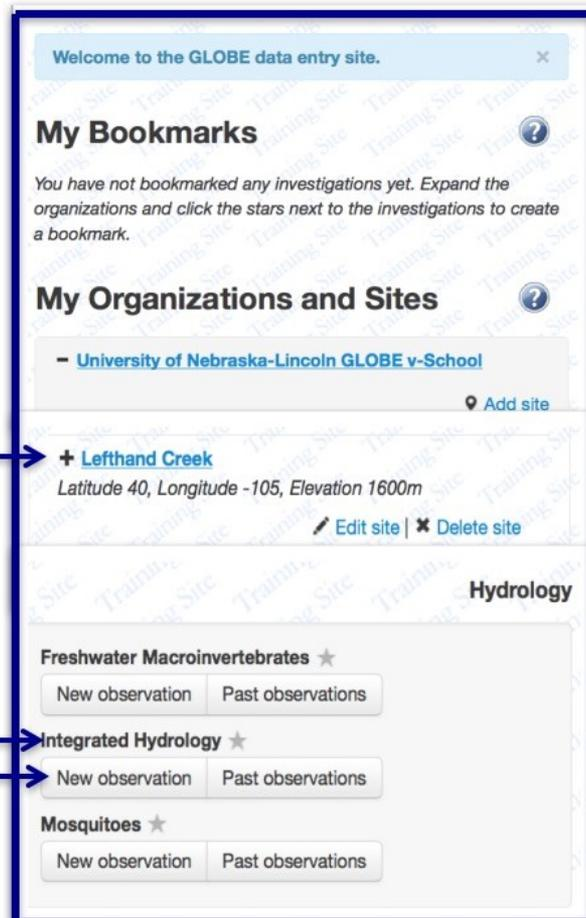 Welcome to the GLOBE data entry site. ×
My Bookmarks ?
You have not bookmarked any investigations yet. Expand the
organizations and click the stars next to the investigations to create
a bookmark.
My Organizations and Sites ?
− University of Nebraska-Lincoln GLOBE v-School
Add site
+ Lefthand Creek
Latitude 40, Longitude -105, Elevation 1600m
Edit site | ✖ Delete site
Hydrology
Freshwater Macroinvertebrates ★
New observation Past observations
Integrated Hydrology ★
New observation Past observations
Mosquitoes ★
New observation Past observations
Training Site